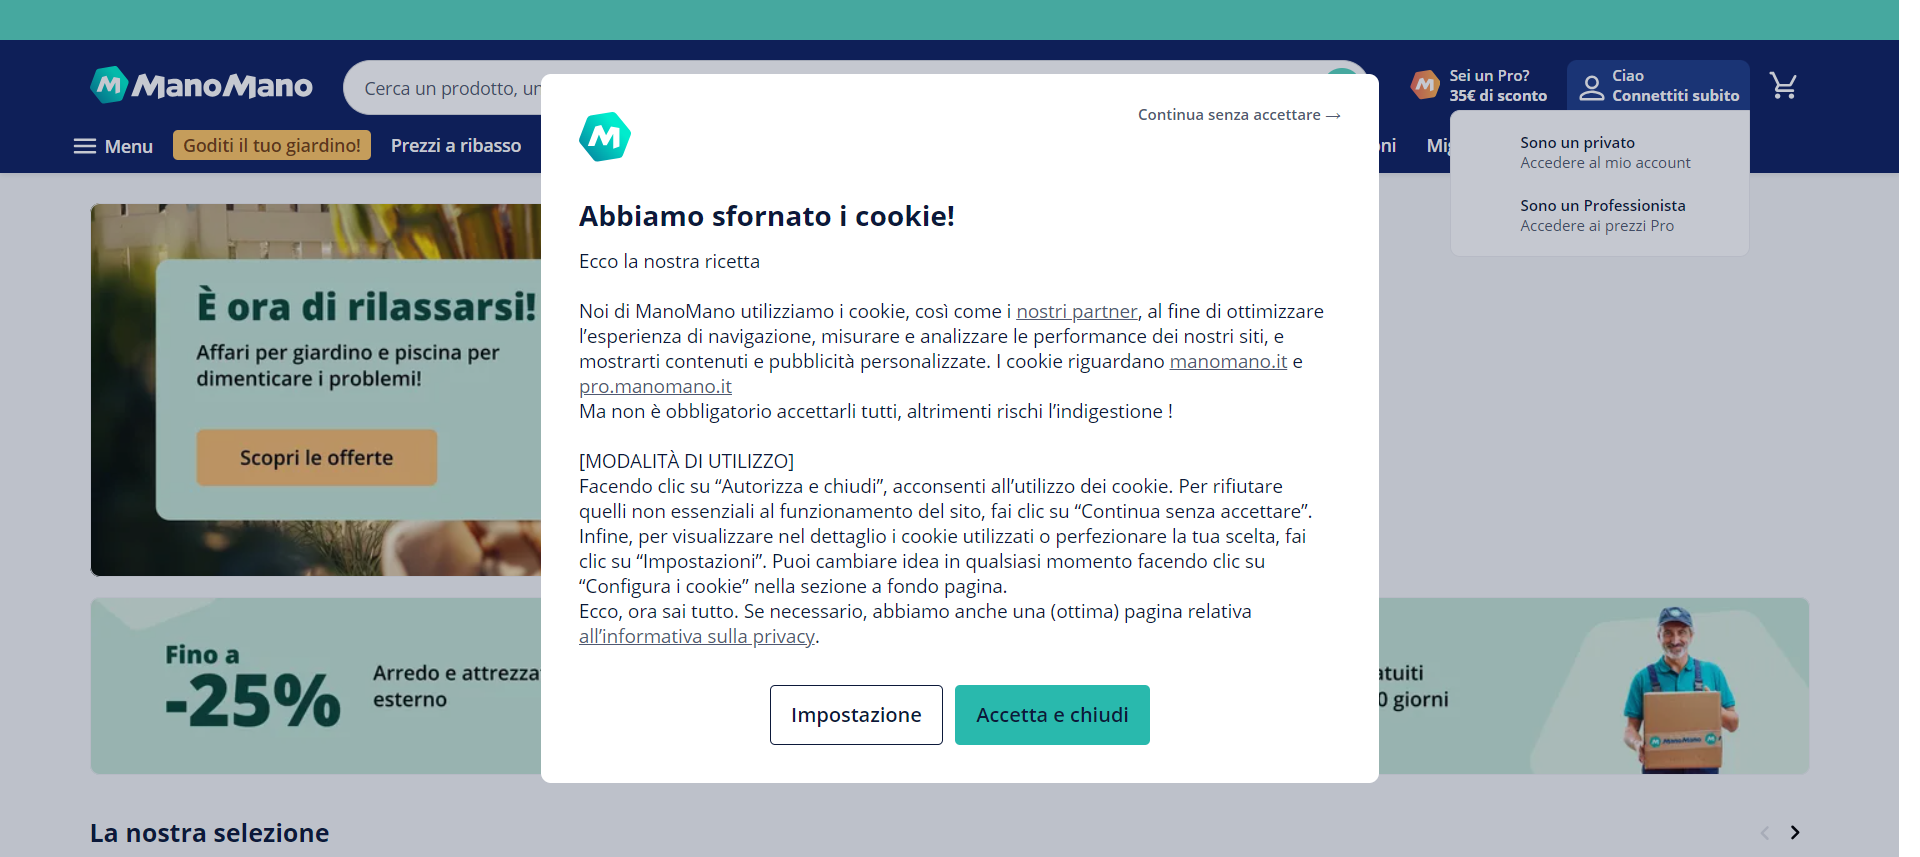 ManoMano
Cerca un prodotto, un
Sei un Pro?
35€ di sconto
Ciao
Connettiti subito
Menu
Goditi il tuo giardino!
Prezzi a ribasso
Sono un privato
Accedere al mio account
Sono un Professionista
Accedere ai prezzi Pro
È ora di rilassarsi!
Affari per giardino e piscina per
dimenticare i problemi!
Scopri le offerte
Continua senza accettare →
Abbiamo sfornato i cookie!
Ecco la nostra ricetta
Noi di ManoMano utilizziamo i cookie, così come i nostri partner, al fine di ottimizzare
l’esperienza di navigazione, misurare e analizzare le performance dei nostri siti, e
mostrarti contenuti e pubblicità personalizzate. I cookie riguardano manomano.it e
pro.manomano.it
Ma non è obbligatorio accettarli tutti, altrimenti rischi l’indigestione !
[MODALITÀ DI UTILIZZO]
Facendo clic su “Autorizza e chiudi”, acconsenti all’utilizzo dei cookie. Per rifiutare
quelli non essenziali al funzionamento del sito, fai clic su “Continua senza accettare”.
Infine, per visualizzare nel dettaglio i cookie utilizzati o perfezionare la tua scelta, fai
clic su “Impostazioni”. Puoi cambiare idea in qualsiasi momento facendo clic su
“Configura i cookie” nella sezione a fondo pagina.
Ecco, ora sai tutto. Se necessario, abbiamo anche una (ottima) pagina relativa
all’informativa sulla privacy.
Impostazione
Accetta e chiudi
Fino a
-25%
Arredo e attrezza
esterno
atuiti
0 giorni
ManoMano
La nostra selezione